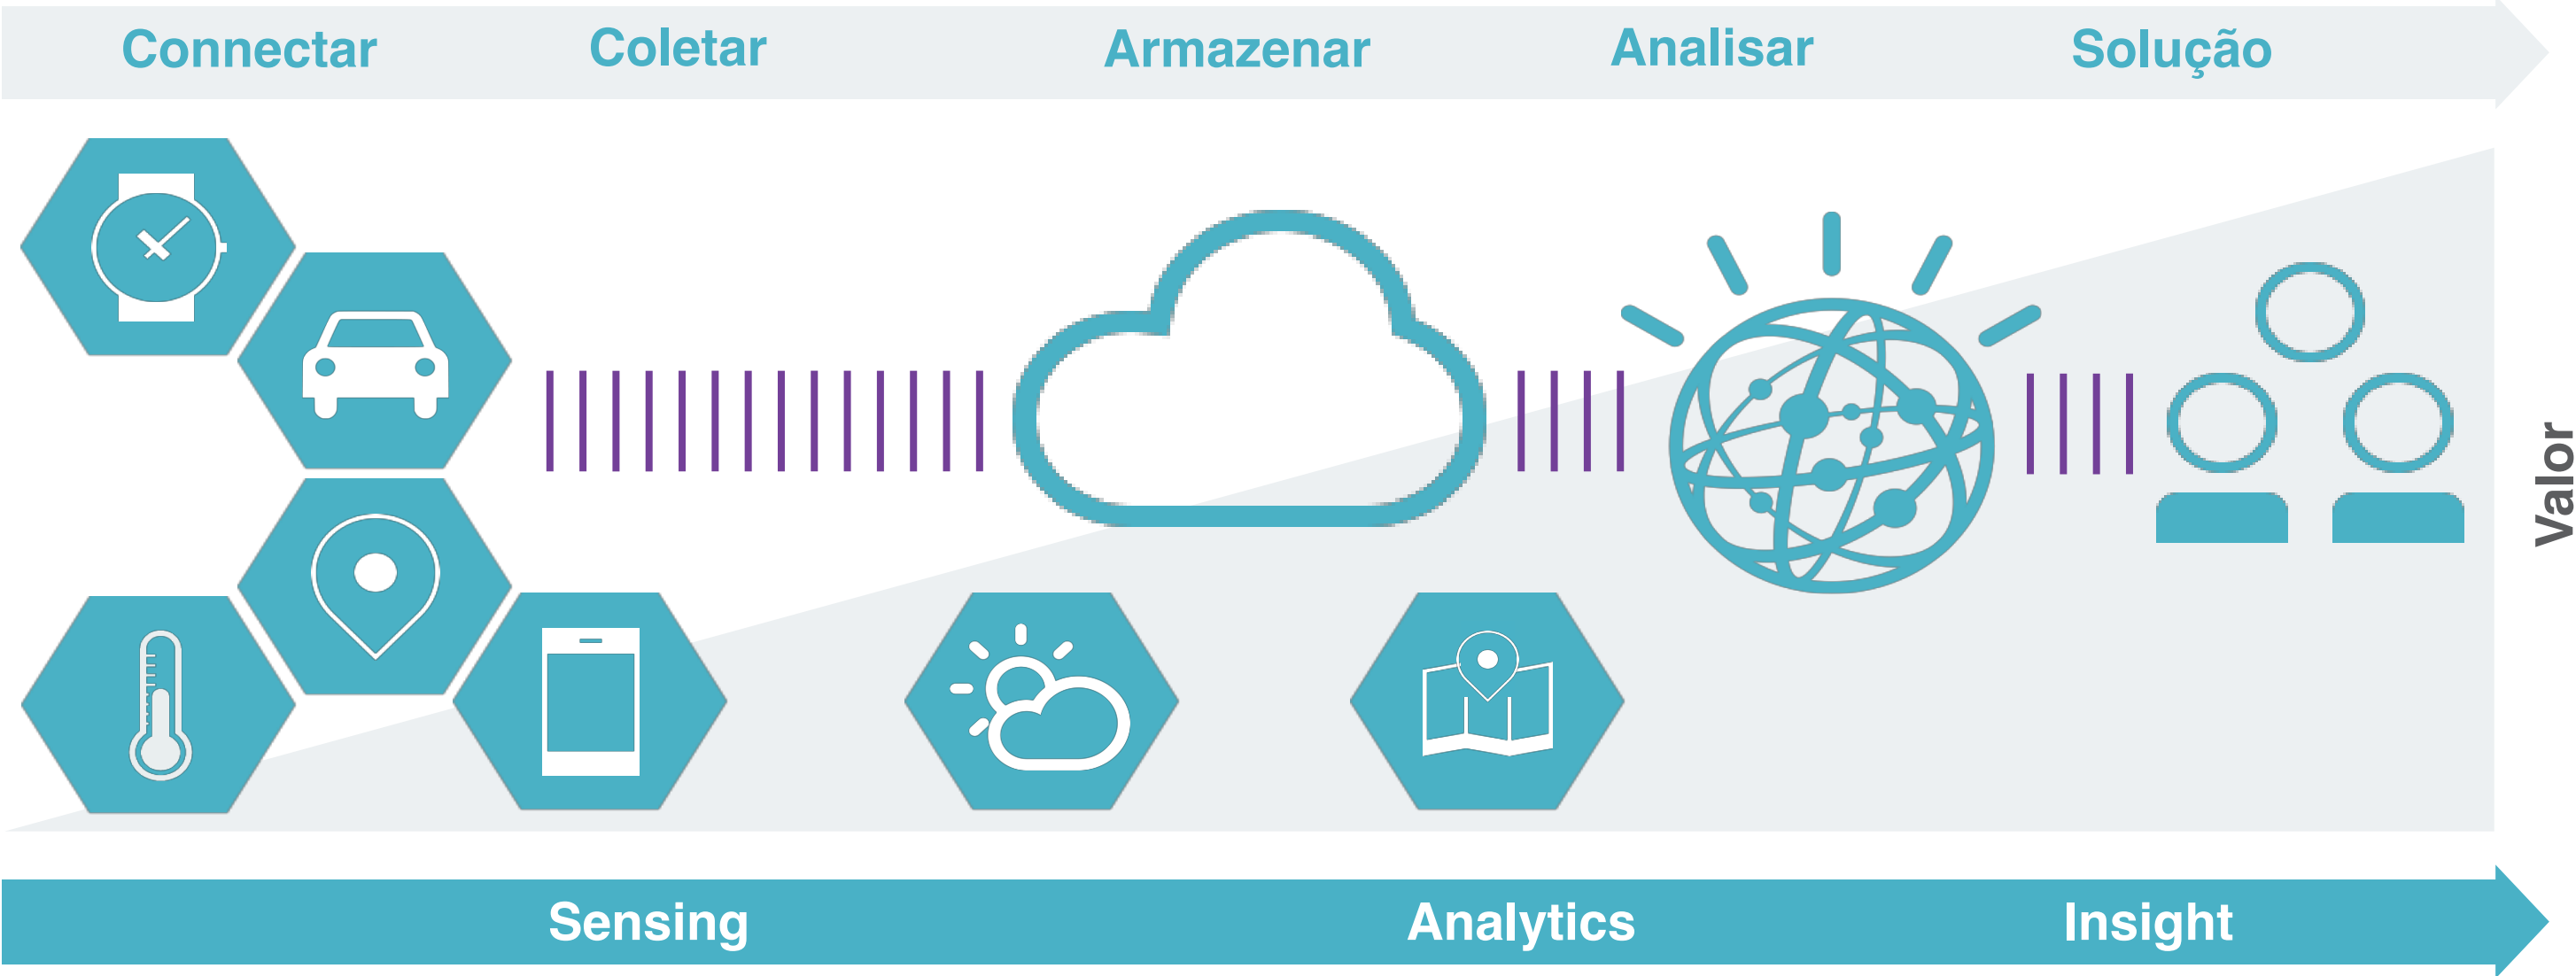 Connectar Coletar Armazenar Analisar Solução
Valor
Sensing Analytics Insight